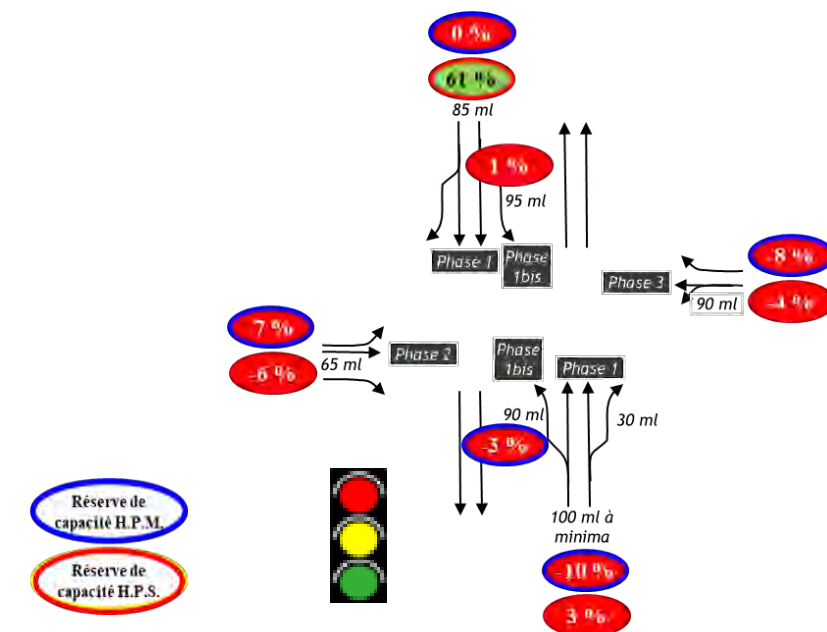 0 %
61 %
85 ml
1 %
95 ml
Phase 1
Phase
1bis
-8 %
Phase 3
-4 %
90 ml
7 %
-6 %
65 ml
Phase 2
Phase
1bis
Phase 1
90 ml
30 ml
-3 %
100 ml à
minima
-10 %
3 %
Réserve de
capacité H.P.M.
Réserve de
capacité H.P.S.